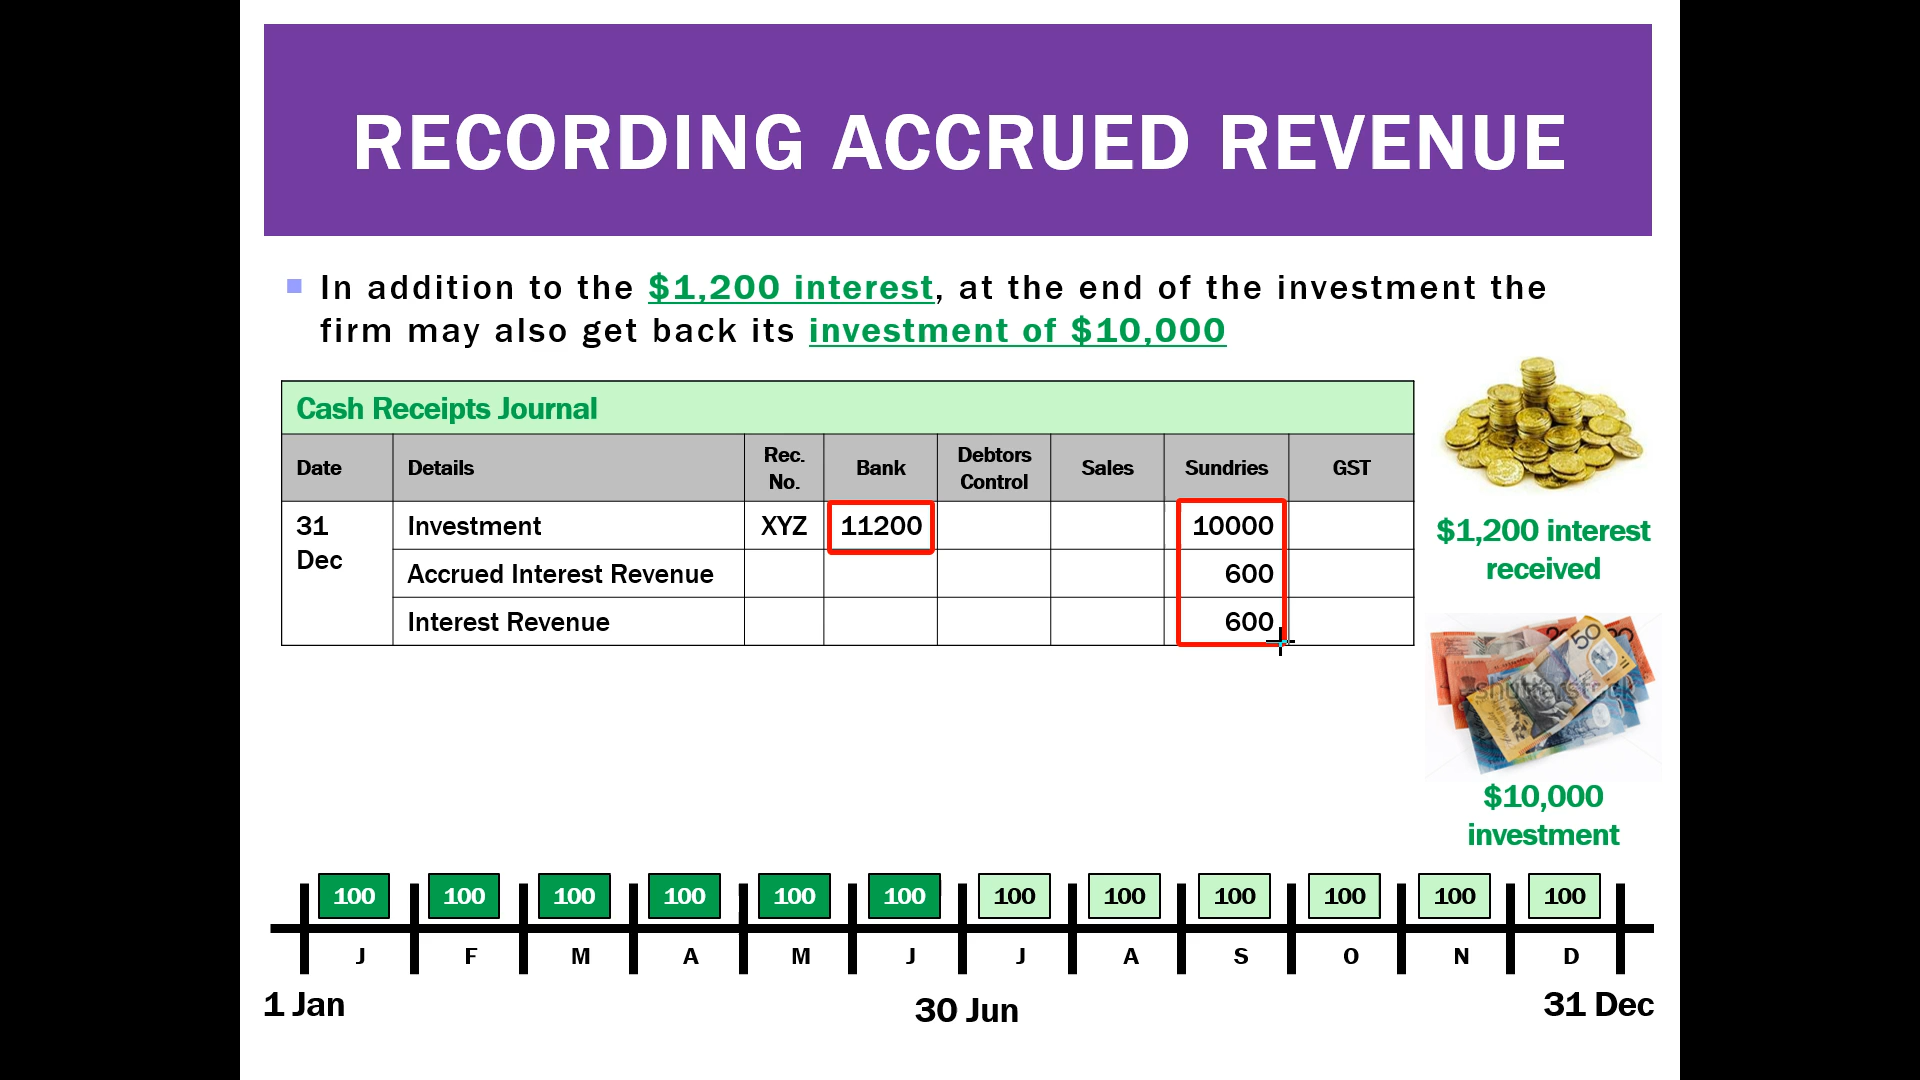 RECORDING ACCRUED REVENUE
In addition to the $1,200 interest, at the end of the investment the
firm may also get back its investment of $10,000
Cash Receipts Journal
Date Details Rec. No. Bank Debtors Control Sales Sundries GST
31 Dec Investment XYZ 11200 10000
Accrued Interest Revenue 600
Interest Revenue 600
$1,200 interest
received
50
shutterstock
$10,000
investment
100 100 100 100 100 100 100 100 100 100 100 100
J F M A M J J A S O N D
1 Jan 30 Jun 31 Dec